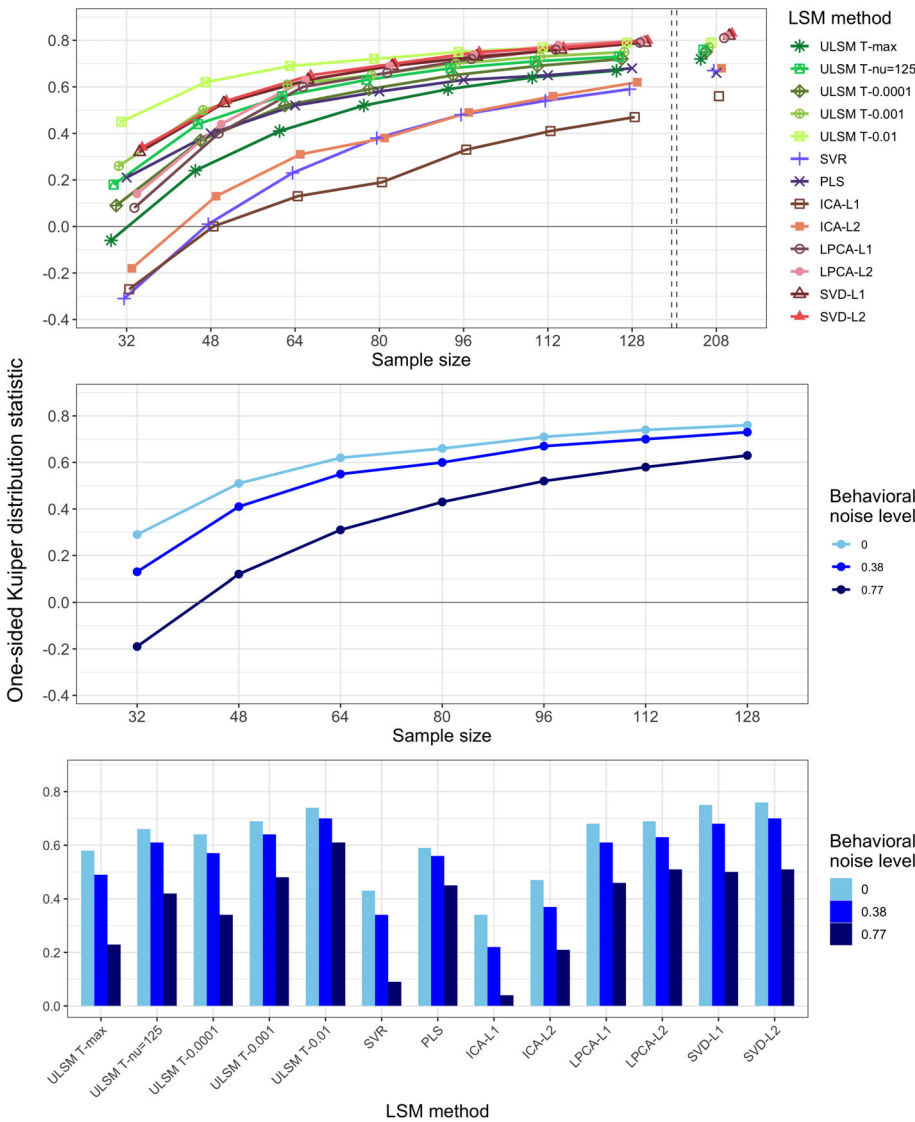 LSM method
ULSM T-max
ULSM T-nu=125
ULSM T-0.0001
ULSM T-0.001
ULSM T-0.01
SVR
PLS
ICA-L1
ICA-L2
LPCA-L1
LPCA-L2
SVD-L1
SVD-L2
0.8
0.6
0.4
0.2
0.0
-0.2
-0.4
32 48 64 80 96 112 128 208
Sample size
One-sided Kuiper distribution statistic
0.8
0.6
0.4
0.2
0.0
-0.2
-0.4
32 48 64 80 96 112 128
Sample size
Behavioral
noise level
0
0.38
0.77
0.8
0.6
0.4
0.2
0.0
ULSM T-max
ULSM T-nu=125
ULSM T-0.0001
ULSM T-0.001
ULSM T-0.01
SVR
PLS
ICA-L1
ICA-L2
LPCA-L1
LPCA-L2
SVD-L1
SVD-L2
LSM method
Behavioral
noise level
0
0.38
0.77